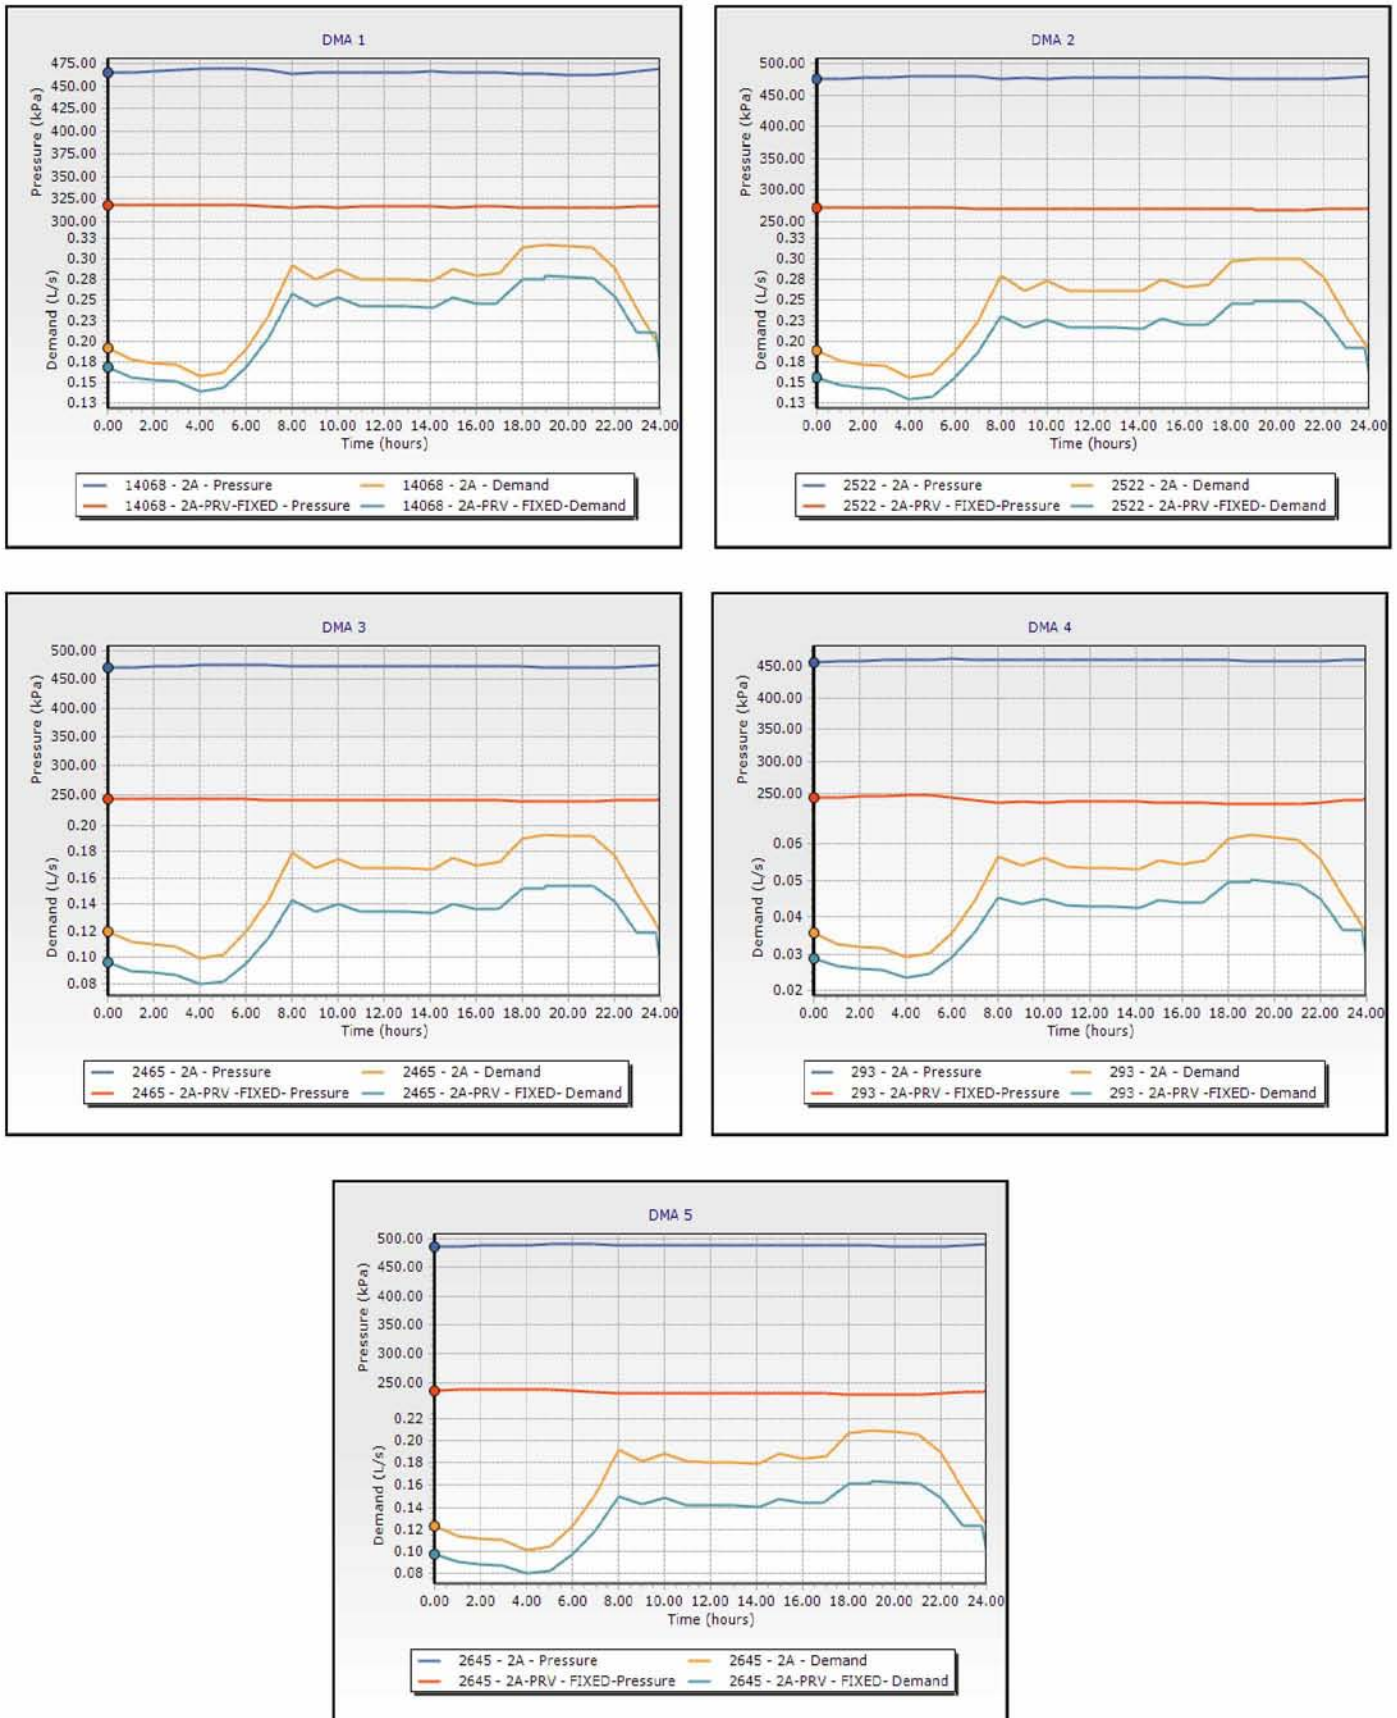 DMA 1
Pressure (kPa)
475.00
450.00
425.00
400.00
375.00
350.00
325.00
300.00
Demand (L/s)
0.33
0.30
0.28
0.25
0.23
0.20
0.18
0.15
0.13
0.00 2.00 4.00 6.00 8.00 10.00 12.00 14.00 16.00 18.00 20.00 22.00 24.00
Time (hours)
14068 - 2A - Pressure 14068 - 2A - Demand
14068 - 2A-PRV-FIXED - Pressure 14068 - 2A-PRV - FIXED-Demand
DMA 2
Pressure (kPa)
500.00
450.00
400.00
350.00
300.00
250.00
Demand (L/s)
0.33
0.30
0.28
0.25
0.23
0.20
0.18
0.15
0.13
0.00 2.00 4.00 6.00 8.00 10.00 12.00 14.00 16.00 18.00 20.00 22.00 24.00
Time (hours)
2522 - 2A - Pressure 2522 - 2A - Demand
2522 - 2A-PRV - FIXED-Pressure 2522 - 2A-PRV -FIXED- Demand
DMA 3
Pressure (kPa)
500.00
450.00
400.00
350.00
300.00
250.00
Demand (L/s)
0.20
0.18
0.16
0.14
0.12
0.10
0.08
0.00 2.00 4.00 6.00 8.00 10.00 12.00 14.00 16.00 18.00 20.00 22.00 24.00
Time (hours)
2465 - 2A - Pressure 2465 - 2A - Demand
2465 - 2A-PRV -FIXED- Pressure 2465 - 2A-PRV - FIXED- Demand
DMA 4
Pressure (kPa)
450.00
400.00
350.00
300.00
250.00
Demand (L/s)
0.06
0.05
0.04
0.03
0.02
0.00 2.00 4.00 6.00 8.00 10.00 12.00 14.00 16.00 18.00 20.00 22.00 24.00
Time (hours)
293 - 2A - Pressure 293 - 2A - Demand
293 - 2A-PRV - FIXED-Pressure 293 - 2A-PRV -FIXED- Demand
DMA 5
Pressure (kPa)
500.00
450.00
400.00
350.00
300.00
250.00
Demand (L/s)
0.22
0.20
0.18
0.16
0.14
0.12
0.10
0.08
0.00 2.00 4.00 6.00 8.00 10.00 12.00 14.00 16.00 18.00 20.00 22.00 24.00
Time (hours)
2645 - 2A - Pressure 2645 - 2A - Demand
2645 - 2A-PRV - FIXED-Pressure 2645 - 2A-PRV - FIXED- Demand